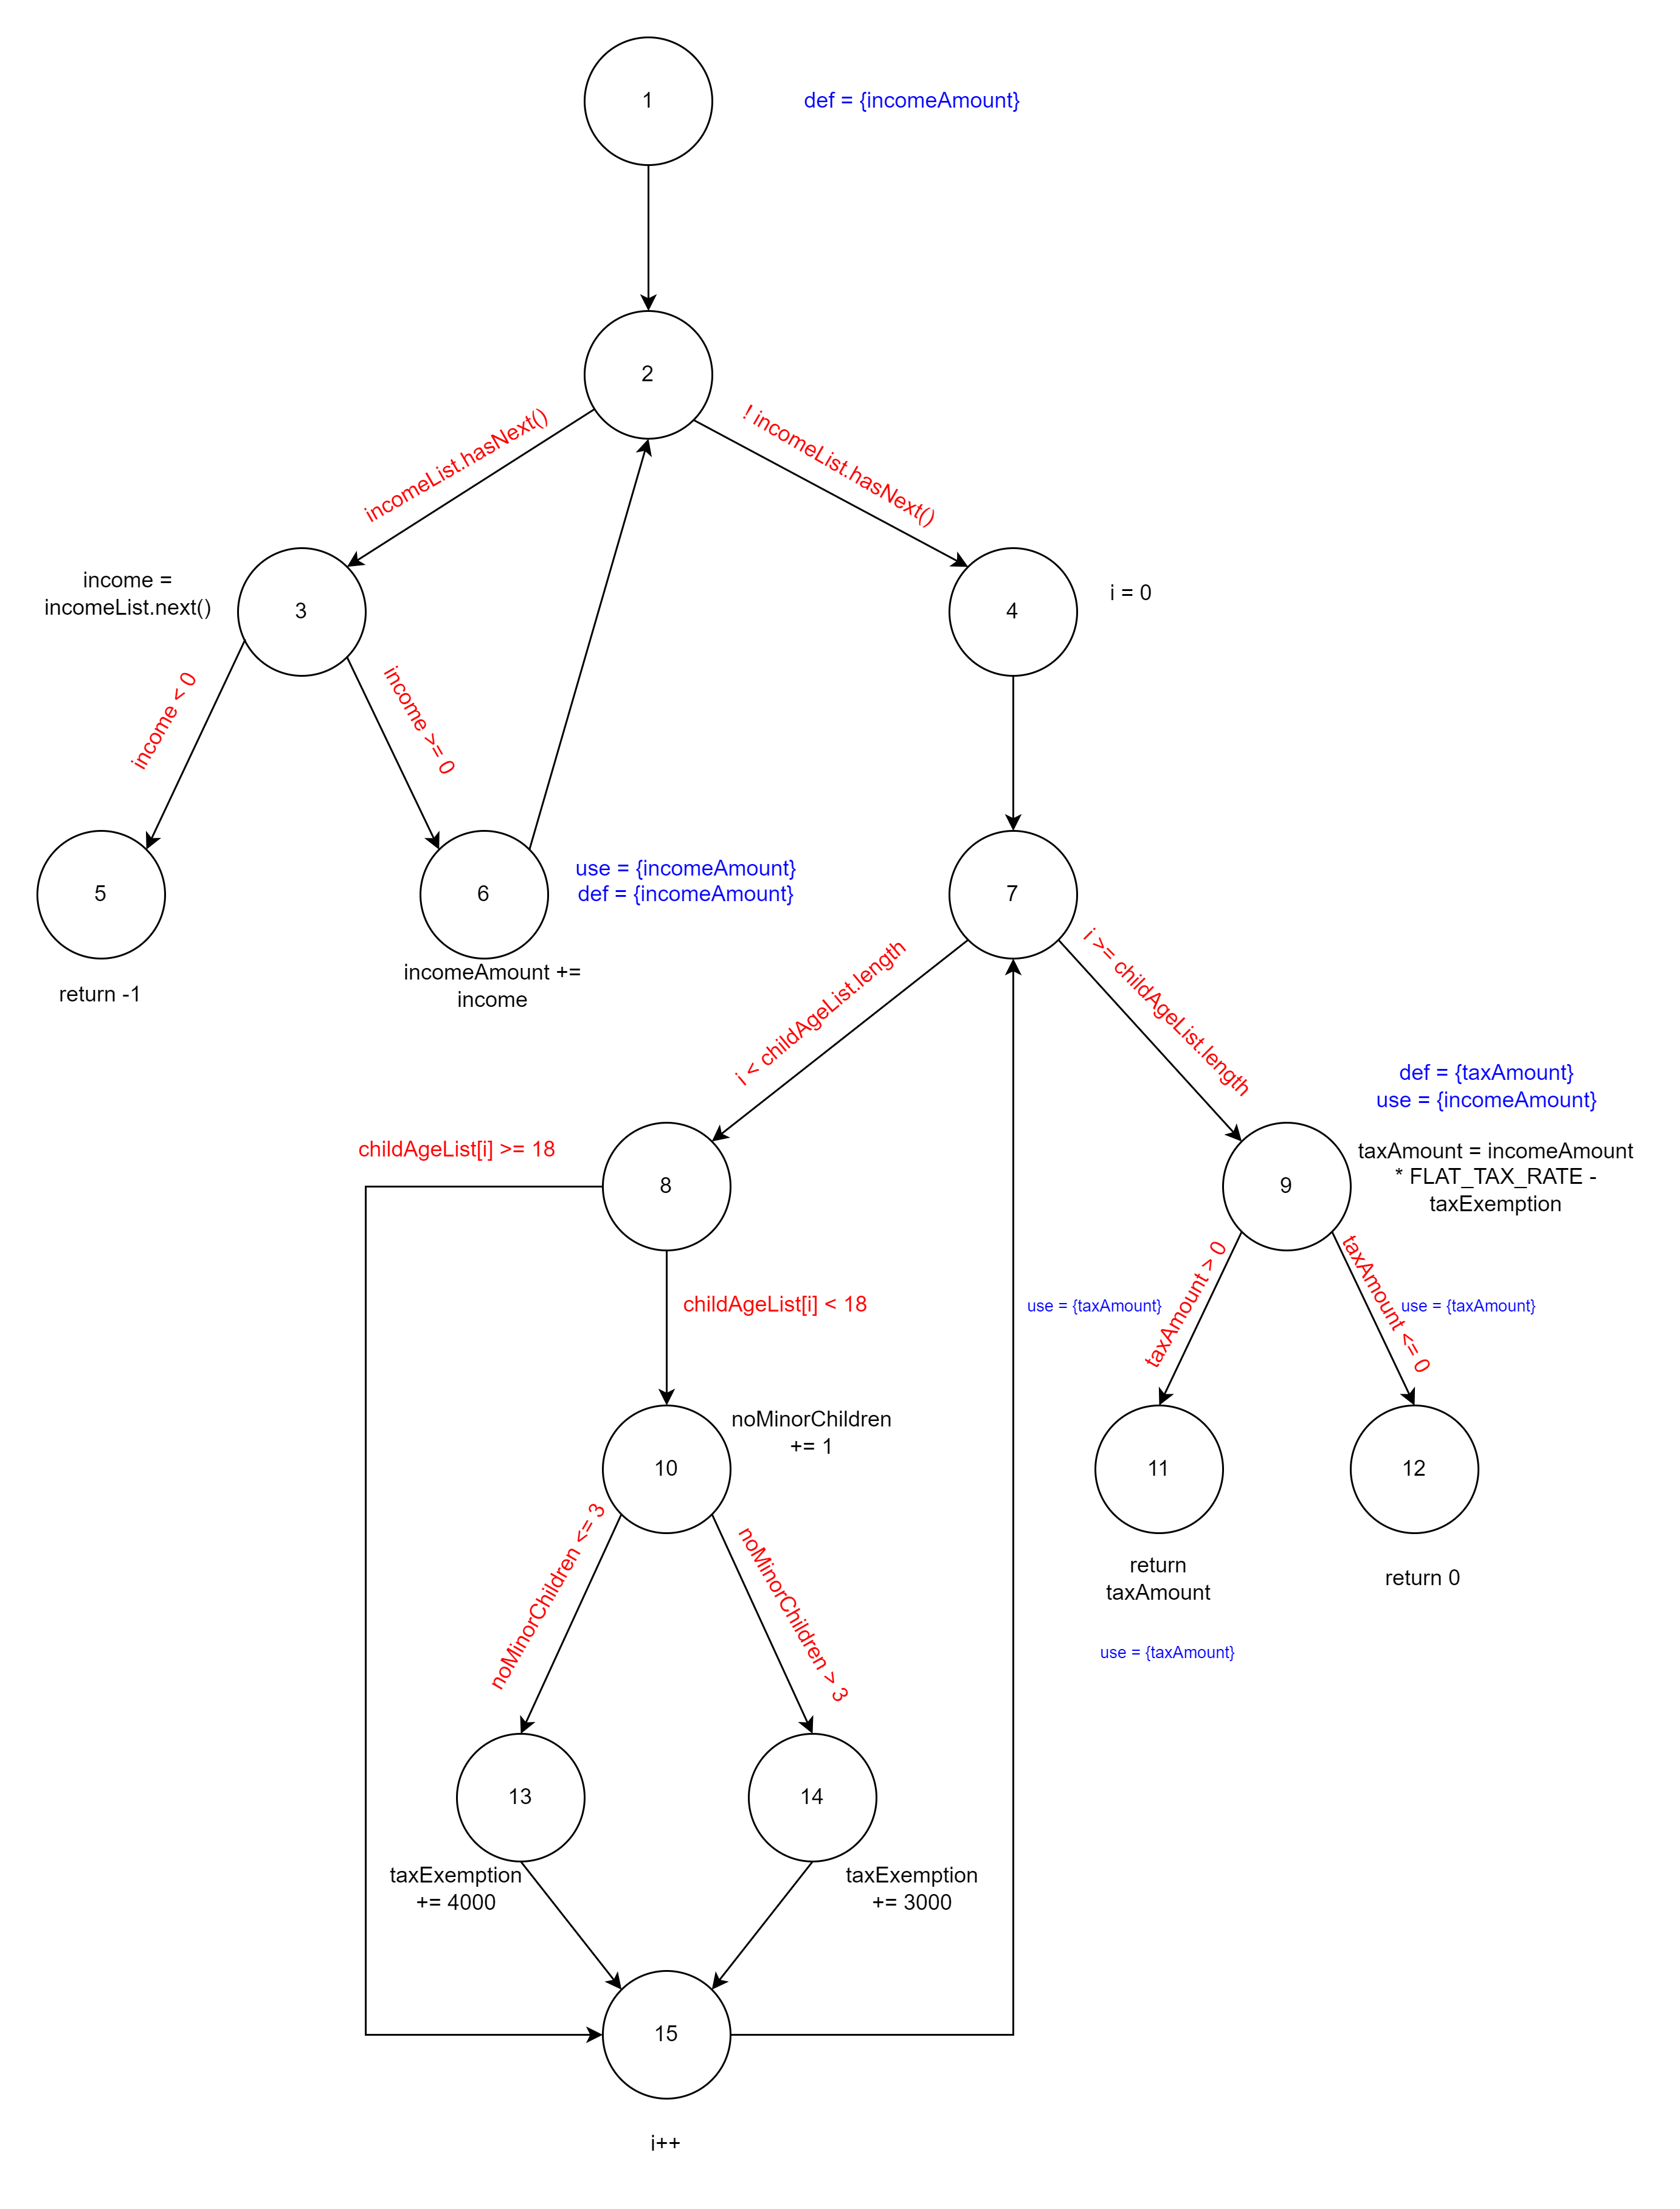 1
def = {incomeAmount}
2
incomeList.hasNext()
! incomeList.hasNext()
income =
incomeList.next()
3
4
i = 0
income < 0
income >= 0
5
return -1
6
use = {incomeAmount}
def = {incomeAmount}
incomeAmount +=
income
7
i < childAgeList.length
i >= childAgeList.length
def = {taxAmount}
use = {incomeAmount}
childAgeList[i] >= 18
8
9
taxAmount = incomeAmount
* FLAT_TAX_RATE -
taxExemption
childAgeList[i] < 18
use = {taxAmount}
taxAmount > 0
taxAmount <= 0
use = {taxAmount}
10
noMinorChildren
+= 1
11
12
noMinorChildren <= 3
noMinorChildren > 3
return
taxAmount
return 0
use = {taxAmount}
13
14
taxExemption
+= 4000
taxExemption
+= 3000
15
i++